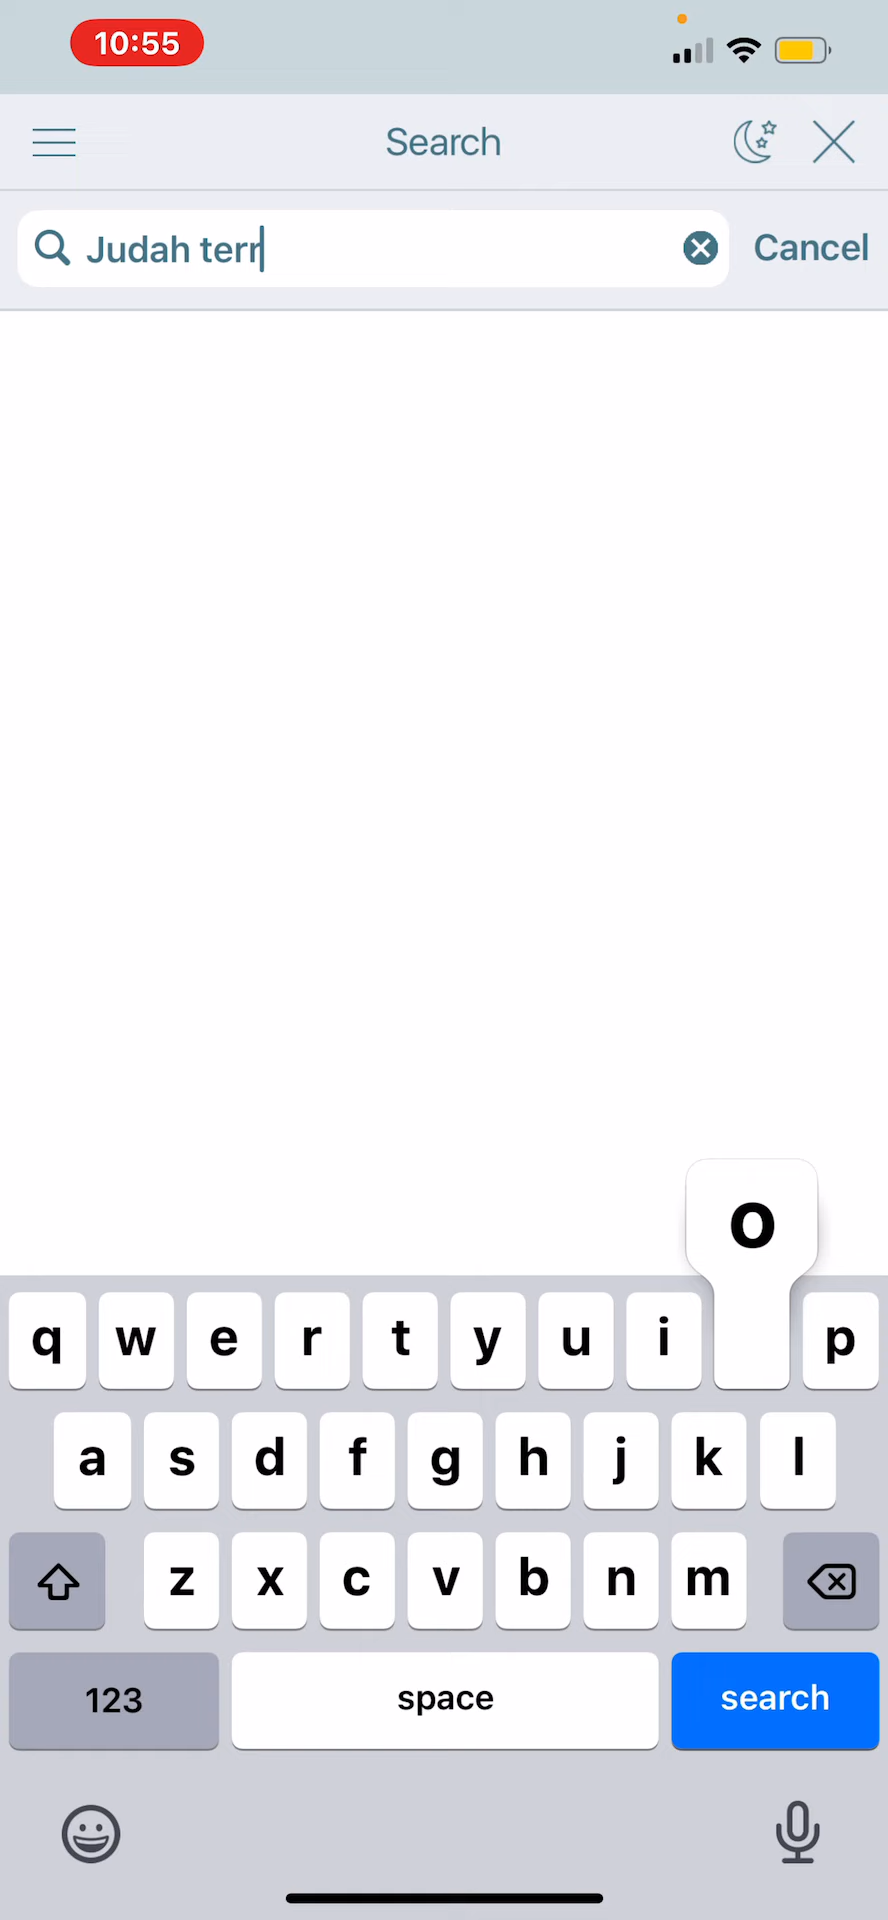 10:55
Search
Judah terr
Cancel
o
q w e r t y u i p
a s d f g h j k l
z x c v b n m
123 space search